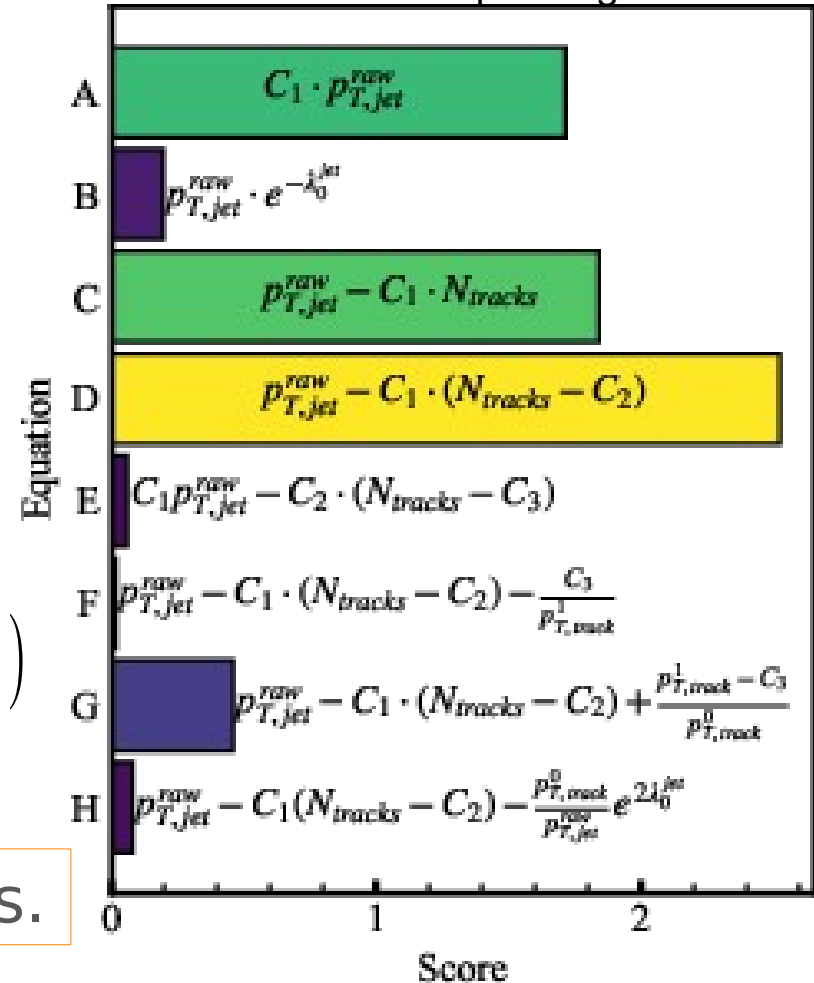 A C₁ · p_{T,jet}^{raw}
B p_{T,jet}^{raw} · e^{−λ₀^{jet}}
C p_{T,jet}^{raw} − C₁ · N_{tracks}
D p_{T,jet}^{raw} − C₁ · (N_{tracks} − C₂)
E C₁p_{T,jet}^{raw} − C₂ · (N_{tracks} − C₃)
F p_{T,jet}^{raw} − C₁ · (N_{tracks} − C₂) − \frac{C₃}{p_{T,track}^{1}}
)
G p_{T,jet}^{raw} − C₁ · (N_{tracks} − C₂) + \frac{p_{T,track}^{1} − C₃}{p_{T,track}^{0}}
H p_{T,jet}^{raw} − C₁(N_{tracks} − C₂) − \frac{p_{T,track}^{0}}{p_{T,jet}^{raw}} e^{2λ₀^{jet}}
Equation
s.
0 1 2
Score